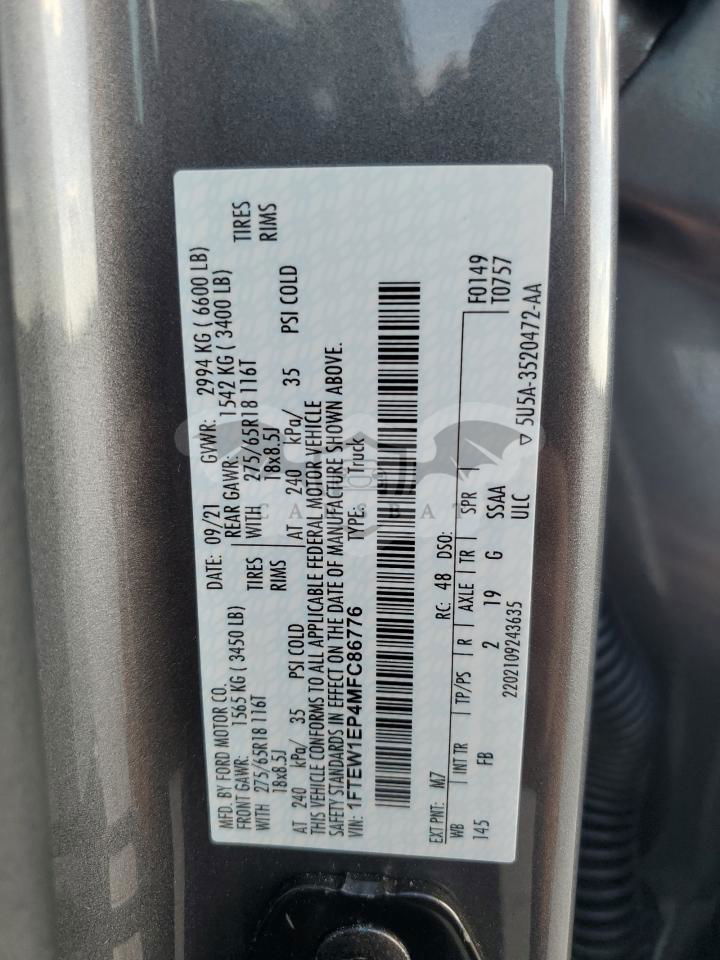 MFD. BY FORD MOTOR CO. DATE: 09/21 GVWR: 2994 KG ( 6600 LB)
FRONT GAWR: 1565 KG ( 3450 LB) REAR GAWR: 1542 KG ( 3400 LB)
WITH 275/65R18 116T TIRES WITH 275/65R18 116T TIRES
18x8.5J RIMS 18x8.5J RIMS
AT 240 kPa/ 35 PSI COLD AT 240 kPa/ 35 PSI COLD
THIS VEHICLE CONFORMS TO ALL APPLICABLE FEDERAL MOTOR VEHICLE
SAFETY STANDARDS IN EFFECT ON THE DATE OF MANUFACTURE SHOWN ABOVE.
VIN: 1FTEW1EP4MFC86776 TYPE: Truck
EXT PNT: M7 RC: 48 DSO:
WB INT TR TP/PS R AXLE TR SPR F0149
145 FB 2 19 G SSAA T0757
2202109243635 ULC
▽ 5U5A-3520472-AA
CARSBAT